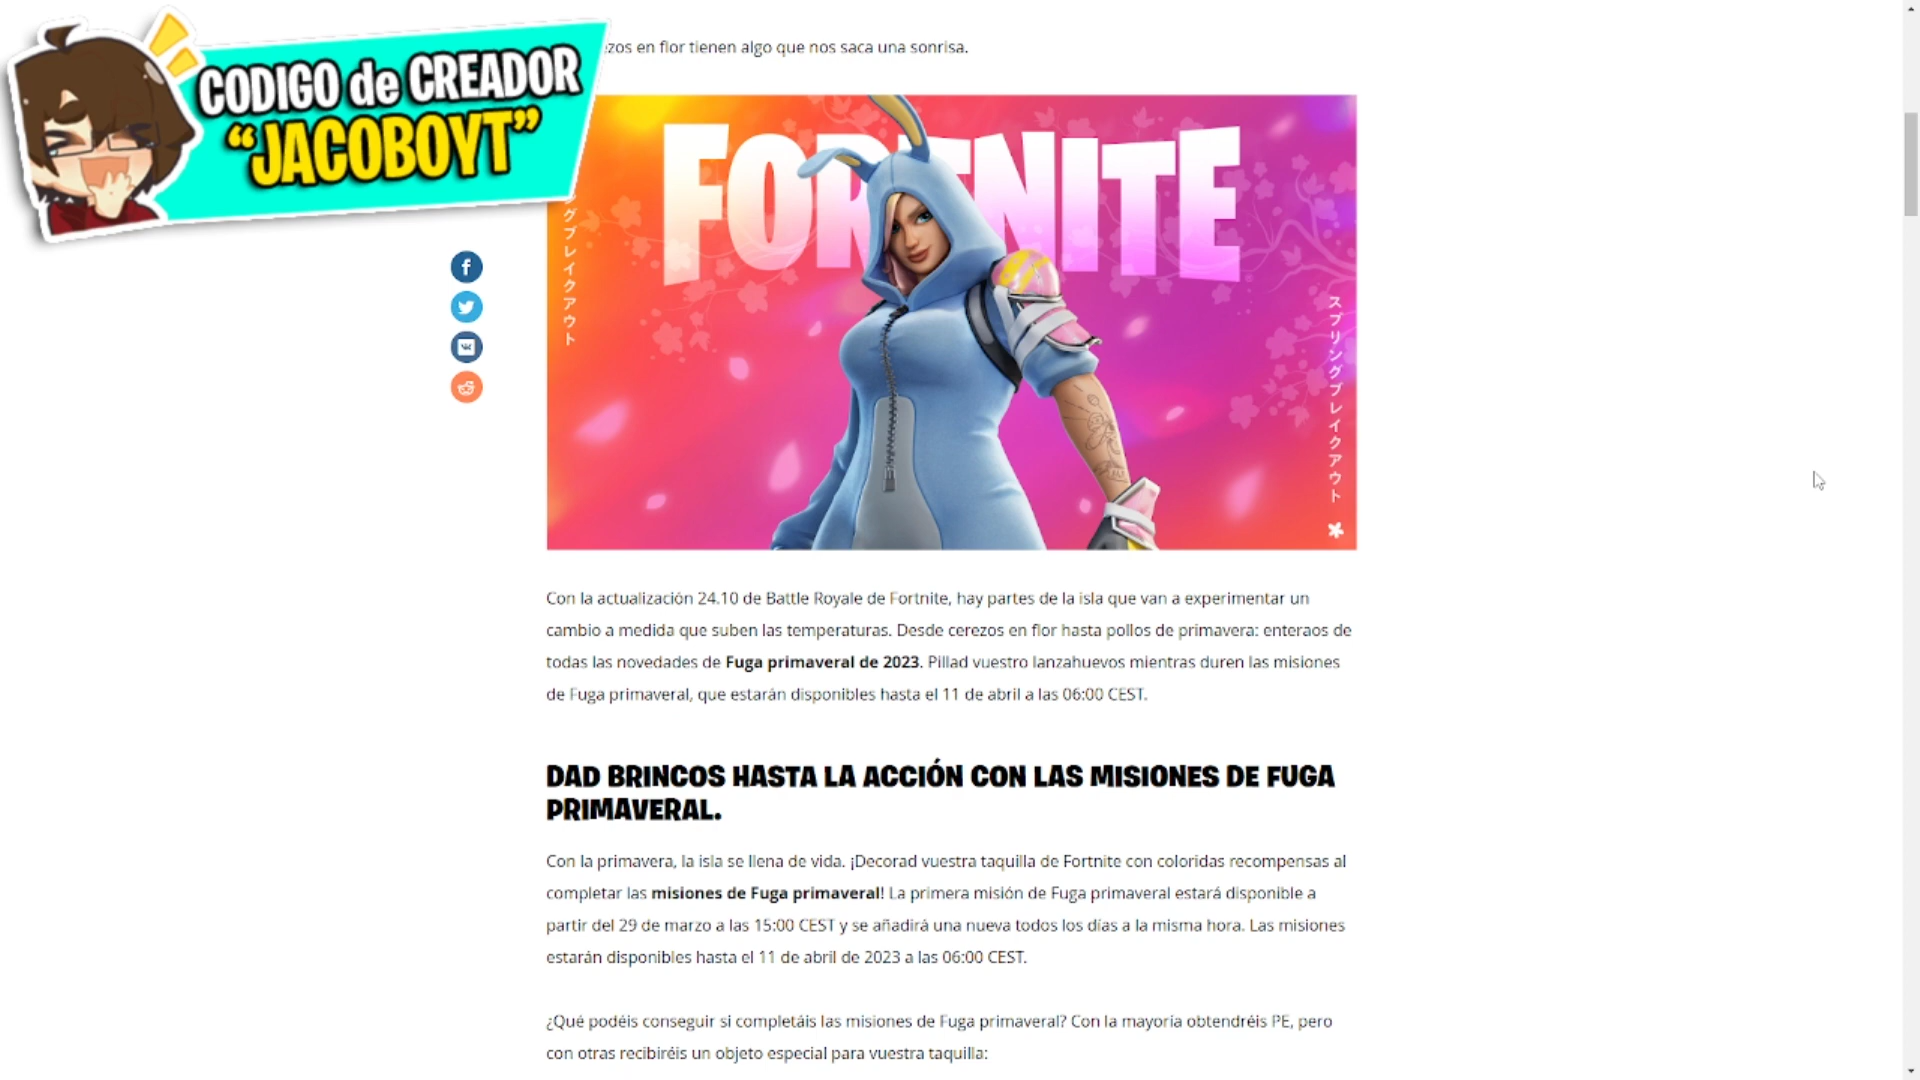 CODIGO de CREADOR
“JACOBOYT”
en flor tienen algo que nos saca una sonrisa.
FORTNITE
グブレイクアウト
スプリングブレイクアウト
Con la actualización 24.10 de Battle Royale de Fortnite, hay partes de la isla que van a experimentar un
cambio a medida que suben las temperaturas. Desde cerezos en flor hasta pollos de primavera: enteraos de
todas las novedades de Fuga primaveral de 2023. Pillad vuestro lanzahuevos mientras duren las misiones
de Fuga primaveral, que estarán disponibles hasta el 11 de abril a las 06:00 CEST.
DAD BRINCOS HASTA LA ACCIÓN CON LAS MISIONES DE FUGA
PRIMAVERAL.
Con la primavera, la isla se llena de vida. ¡Decorad vuestra taquilla de Fortnite con coloridas recompensas al
completar las misiones de Fuga primaveral! La primera misión de Fuga primaveral estará disponible a
partir del 29 de marzo a las 15:00 CEST y se añadirá una nueva todos los días a la misma hora. Las misiones
estarán disponibles hasta el 11 de abril de 2023 a las 06:00 CEST.
¿Qué podéis conseguir si completáis las misiones de Fuga primaveral? Con la mayoría obtendréis PE, pero
con otras recibiréis un objeto especial para vuestra taquilla: